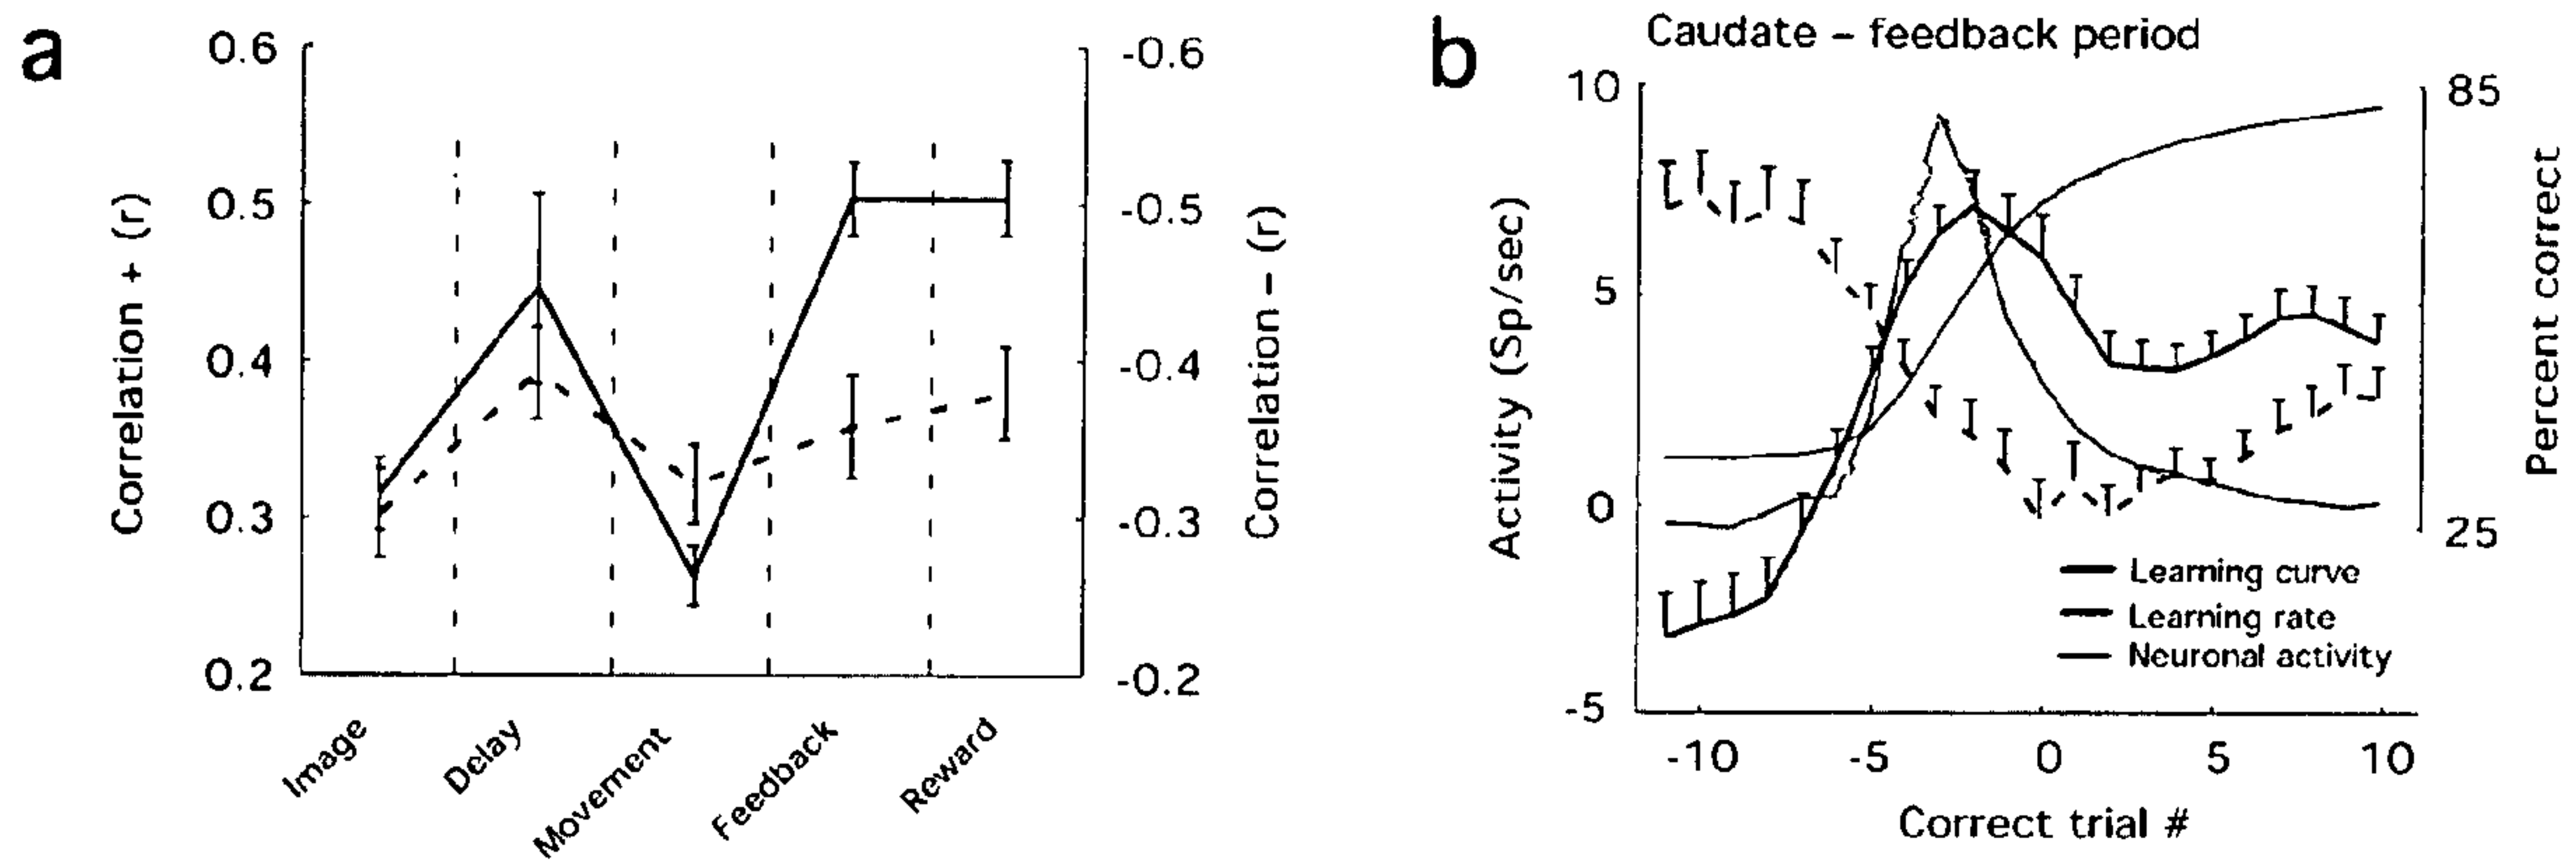 a
0.6
0.5
0.4
0.3
0.2
Correlation + (r)
-0.6
-0.5
-0.4
-0.3
-0.2
Correlation – (r)
Image
Delay
Movement
Feedback
Reward
b
Caudate – feedback period
10
5
0
-5
Activity (Sp/sec)
85
25
Percent correct
Learning curve
Learning rate
Neuronal activity
-10 -5 0 5 10
Correct trial #